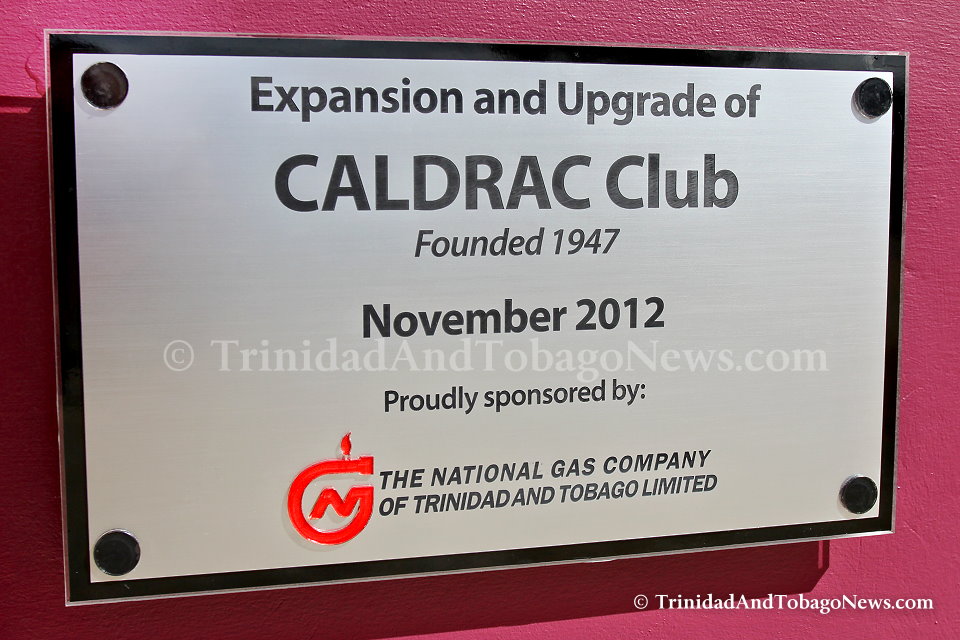 Expansion and Upgrade of
CALDRAC Club
Founded 1947
November 2012
© TrinidadAndTobagoNews.com
Proudly sponsored by:
THE NATIONAL GAS COMPANY
OF TRINIDAD AND TOBAGO LIMITED
© TrinidadAndTobagoNews.com